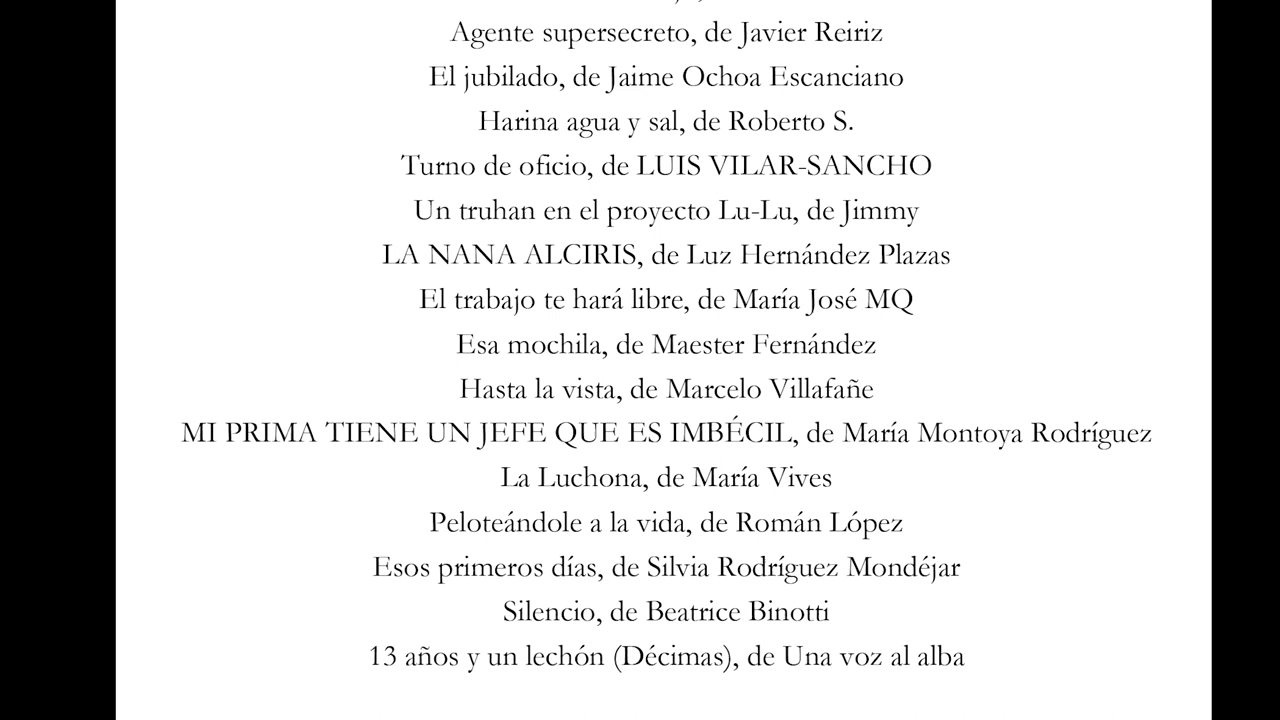 Agente supersecreto, de Javier Reiriz
El jubilado, de Jaime Ochoa Escanciano
Harina agua y sal, de Roberto S.
Turno de oficio, de LUIS VILAR-SANCHO
Un truhan en el proyecto Lu-Lu, de Jimmy
LA NANA ALCIRIS, de Luz Hernández Plazas
El trabajo te hará libre, de María José MQ
Esa mochila, de Maester Fernández
Hasta la vista, de Marcelo Villafañe
MI PRIMA TIENE UN JEFE QUE ES IMBÉCIL, de María Montoya Rodríguez
La Luchona, de María Vives
Peloteándole a la vida, de Román López
Esos primeros días, de Silvia Rodríguez Mondéjar
Silencio, de Beatrice Binotti
13 años y un lechón (Décimas), de Una voz al alba